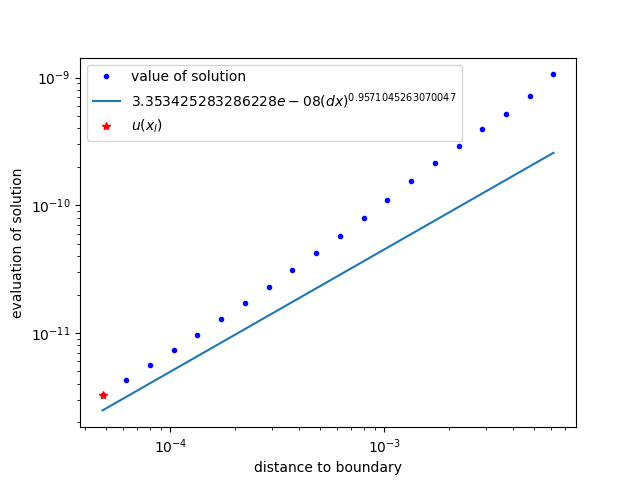 value of solution
3.353425283286228e − 08(dx)^0.9571045263070047
u(x_l)
10^−9
10^−10
10^−11
evaluation of solution
10^−4 10^−3
distance to boundary